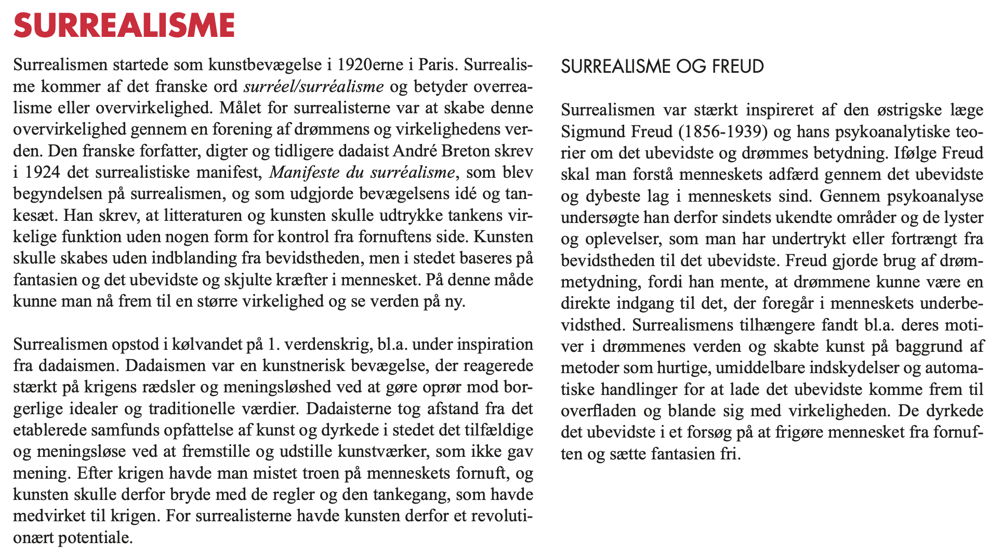 SURREALISME
Surrealismen startede som kunstbevægelse i 1920erne i Paris. Surrealis-
me kommer af det franske ord surréel/surréalisme og betyder overrea-
lisme eller overvirkelighed. Målet for surrealisterne var at skabe denne
overvirkelighed gennem en forening af drømmens og virkelighedens ver-
den. Den franske forfatter, digter og tidligere dadaist André Breton skrev
i 1924 det surrealistiske manifest, Manifeste du surréalisme, som blev
begyndelsen på surrealismen, og som udgjorde bevægelsens idé og tan-
kesæt. Han skrev, at litteraturen og kunsten skulle udtrykke tankens vir-
kelige funktion uden nogen form for kontrol fra fornuftens side. Kunsten
skulle skabes uden indblanding fra bevidstheden, men i stedet baseres på
fantasien og det ubevidste og skjulte kræfter i mennesket. På denne måde
kunne man nå frem til en større virkelighed og se verden på ny.
Surrealismen opstod i kølvandet på 1. verdenskrig, bl.a. under inspiration
fra dadaismen. Dadaismen var en kunstnerisk bevægelse, der reagerede
stærkt på krigens rædsler og meningsløshed ved at gøre oprør mod bor-
gerlige idealer og traditionelle værdier. Dadaisterne tog afstand fra det
etablerede samfunds opfattelse af kunst og dyrkede i stedet det tilfældige
og meningsløse ved at fremstille og udstille kunstværker, som ikke gav
mening. Efter krigen havde man mistet troen på menneskets fornuft, og
kunsten skulle derfor bryde med de regler og den tankegang, som havde
medvirket til krigen. For surrealisterne havde kunsten derfor et revoluti-
onært potentiale.
SURREALISME OG FREUD
Surrealismen var stærkt inspireret af den østrigske læge
Sigmund Freud (1856-1939) og hans psykoanalytiske teo-
rier om det ubevidste og drømmes betydning. Ifølge Freud
skal man forstå menneskets adfærd gennem det ubevidste
og dybeste lag i menneskets sind. Gennem psykoanalyse
undersøgte han derfor sindets ukendte områder og de lyster
og oplevelser, som man har undertrykt eller fortrængt fra
bevidstheden til det ubevidste. Freud gjorde brug af drøm-
metydning, fordi han mente, at drømmene kunne være en
direkte indgang til det, der foregår i menneskets underbe-
vidsthed. Surrealismens tilhængere fandt bl.a. deres moti-
ver i drømmenes verden og skabte kunst på baggrund af
metoder som hurtige, umiddelbare indskydelser og automa-
tiske handlinger for at lade det ubevidste komme frem til
overfladen og blande sig med virkeligheden. De dyrkede
det ubevidste i et forsøg på at frigøre mennesket fra fornuf-
ten og sætte fantasien fri.